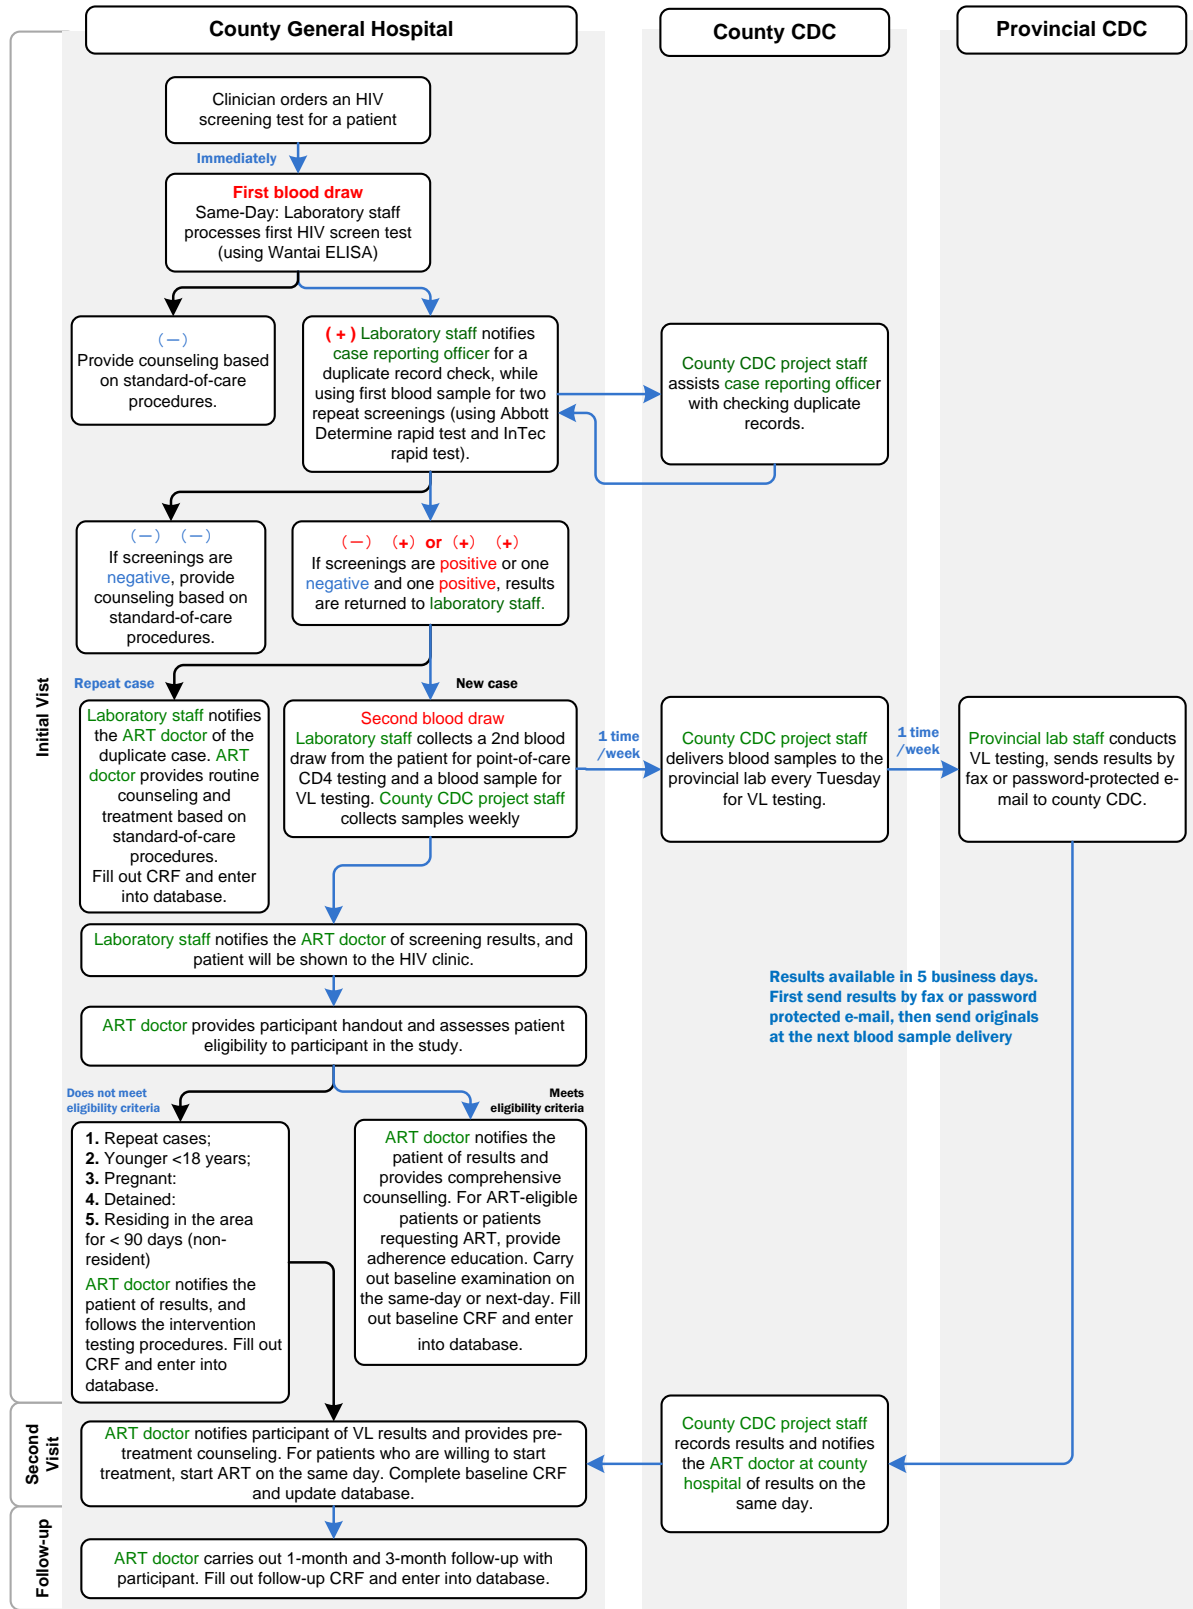 County General Hospital
County CDC
Provincial CDC
Clinician orders an HIV
screening test for a patient
Immediately
First blood draw
Same-Day: Laboratory staff
processes first HIV screen test
(using Wantai ELISA)
(－)
Provide counseling based
on standard-of-care
procedures.
(+) Laboratory staff notifies
case reporting officer for a
duplicate record check, while
using first blood sample for two
repeat screenings (using Abbott
Determine rapid test and InTec
rapid test).
County CDC project staff
assists case reporting officer
with checking duplicate
records.
(－) (－)
If screenings are
negative, provide
counseling based on
standard-of-care
procedures.
(－) (+) or (+) (+)
If screenings are positive or one
negative and one positive, results
are returned to laboratory staff.
Initial Vist
Repeat case
New case
Laboratory staff notifies
the ART doctor of the
duplicate case. ART
doctor provides routine
counseling and
treatment based on
standard-of-care
procedures.
Fill out CRF and enter
into database.
Second blood draw
Laboratory staff collects a 2nd blood
draw from the patient for point-of-care
CD4 testing and a blood sample for
VL testing. County CDC project staff
collects samples weekly
1 time
/week
County CDC project staff
delivers blood samples to the
provincial lab every Tuesday
for VL testing.
1 time
/week
Provincial lab staff conducts
VL testing, sends results by
fax or password-protected e-
mail to county CDC.
Laboratory staff notifies the ART doctor of screening results, and
patient will be shown to the HIV clinic.
Results available in 5 business days.
First send results by fax or password
protected e-mail, then send originals
at the next blood sample delivery
ART doctor provides participant handout and assesses patient
eligibility to participant in the study.
Does not meet
eligibility criteria
Meets
eligibility criteria
1. Repeat cases;
2. Younger <18 years;
3. Pregnant:
4. Detained:
5. Residing in the area
for < 90 days (non-
resident)
ART doctor notifies the
patient of results, and
follows the intervention
testing procedures. Fill out
CRF and enter into
database.
ART doctor notifies the
patient of results and
provides comprehensive
counselling. For ART-eligible
patients or patients
requesting ART, provide
adherence education. Carry
out baseline examination on
the same-day or next-day. Fill
out baseline CRF and enter
into database.
Second
Visit
ART doctor notifies participant of VL results and provides pre-
treatment counseling. For patients who are willing to start
treatment, start ART on the same day. Complete baseline CRF
and update database.
County CDC project staff
records results and notifies
the ART doctor at county
hospital of results on the
same day.
Follow-up
ART doctor carries out 1-month and 3-month follow-up with
participant. Fill out follow-up CRF and enter into database.